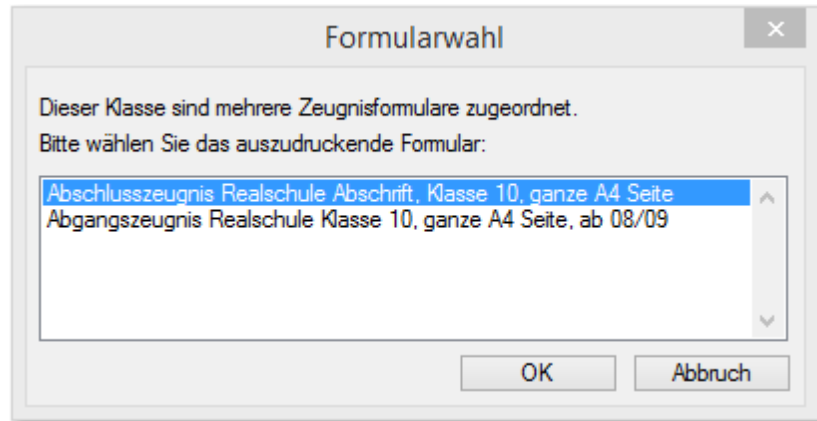 Formularwahl
Dieser Klasse sind mehrere Zeugnisformulare zugeordnet.
Bitte wählen Sie das auszudruckende Formular:
Abschlusszeugnis Realschule Abschrift, Klasse 10, ganze A4 Seite
Abgangszeugnis Realschule Klasse 10, ganze A4 Seite, ab 08/09
OK Abbruch